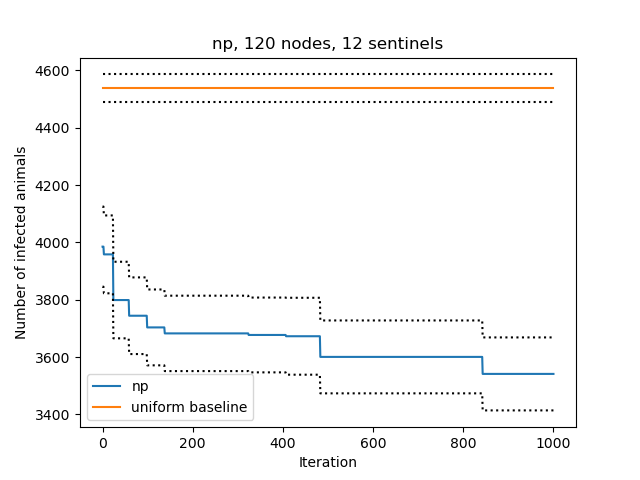 np, 120 nodes, 12 sentinels
Number of infected animals
4600
4400
4200
4000
3800
3600
3400
np
uniform baseline
0
200
400
600
800
1000
Iteration